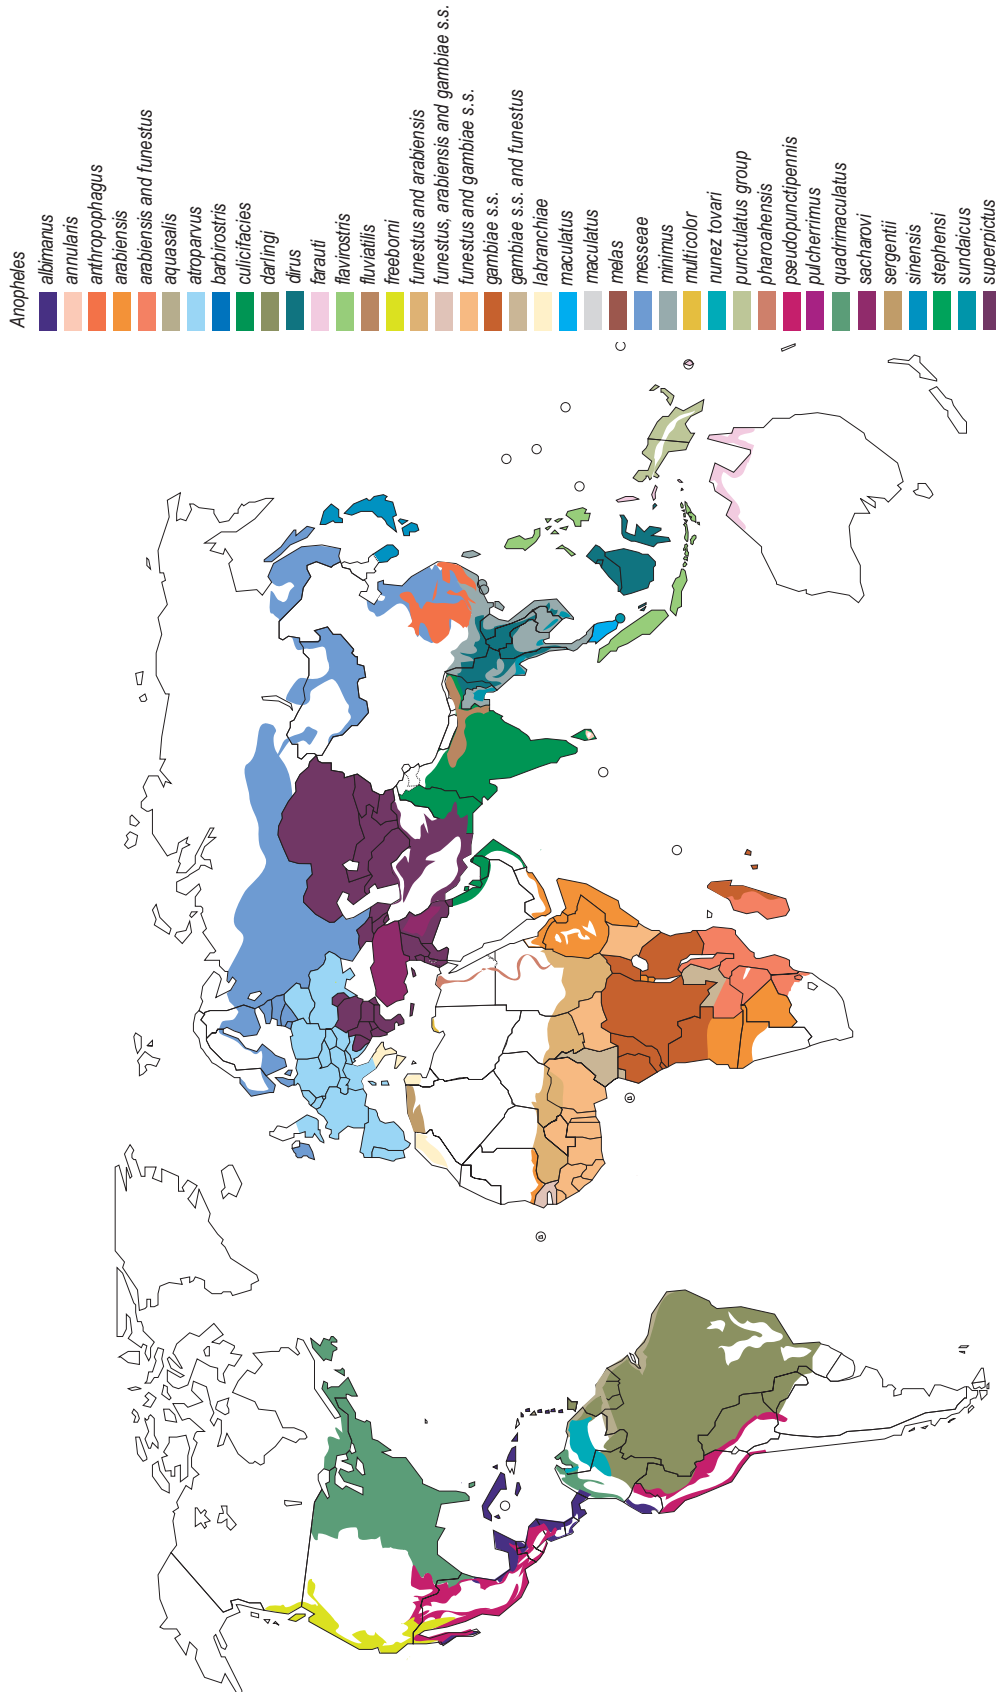 Anopheles
albimanus
annularis
anthropophagus
arabiensis
arabiensis and funestus
aquasalis
atroparvus
barbirostris
culicifacies
darlingi
dirus
farauti
flavirostris
fluviatilis
freeborni
funestus and arabiensis
funestus, arabiensis and gambiae s.s.
funestus and gambiae s.s.
gambiae s.s.
gambiae s.s. and funestus
labranchiae
maculatus
maculatus
melas
messeae
minimus
multicolor
nunez tovari
punctulatus group
pharoahensis
pseudopunctipennis
pulcherrimus
quadrimaculatus
sacharovi
sergentii
sinensis
stephensi
sundaicus
superpictus